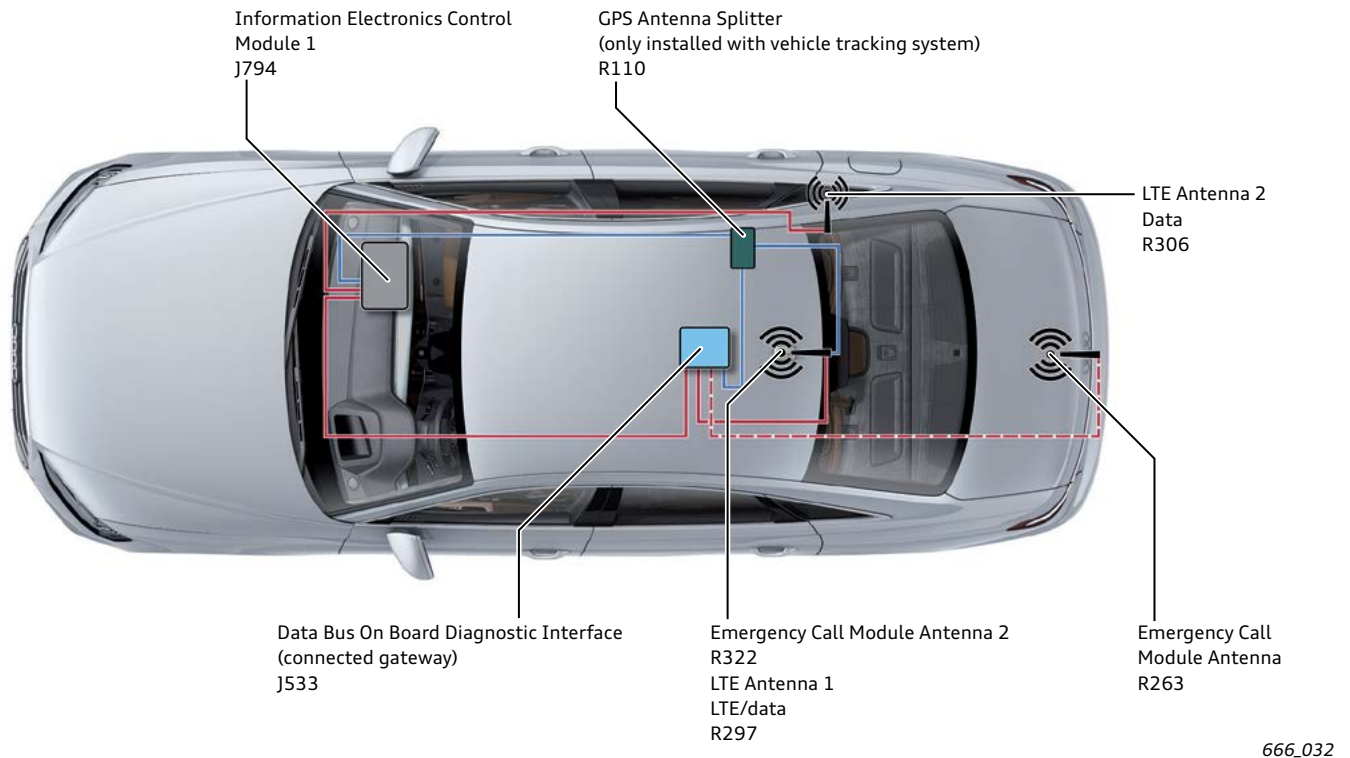 Information Electronics Control
Module 1
J794
GPS Antenna Splitter
(only installed with vehicle tracking system)
R110
LTE Antenna 2
Data
R306
Data Bus On Board Diagnostic Interface
(connected gateway)
J533
Emergency Call Module Antenna 2
R322
LTE Antenna 1
LTE/data
R297
Emergency Call
Module Antenna
R263
666_032